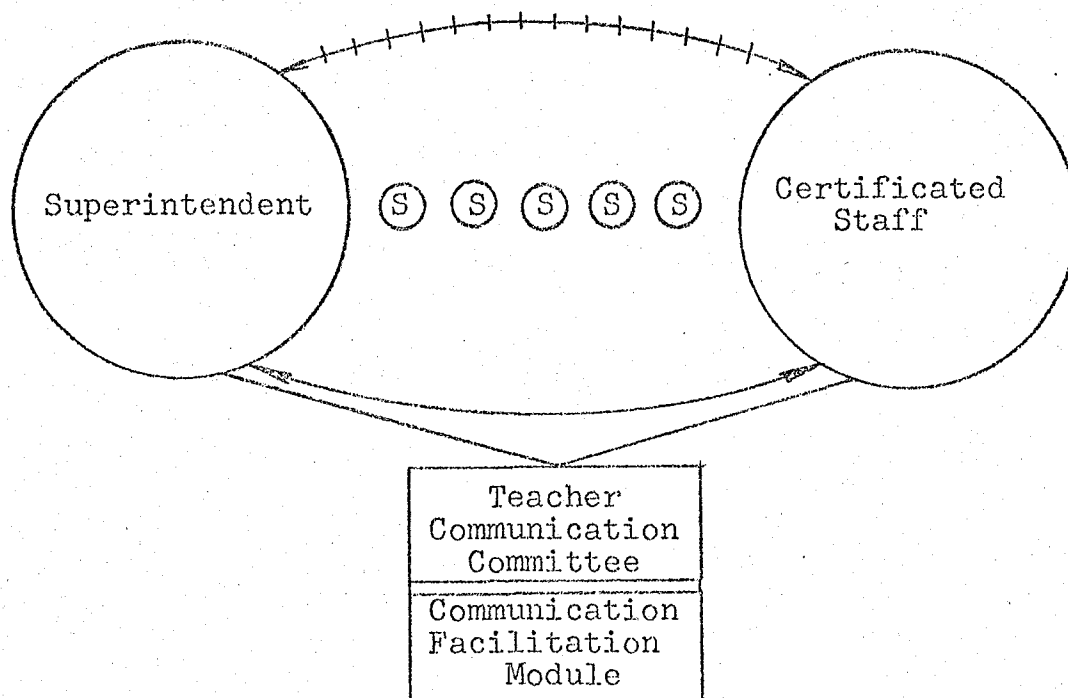 Superintendent
S S S S S
Certificated
Staff
Teacher
Communication
Committee
Communication
Facilitation
Module